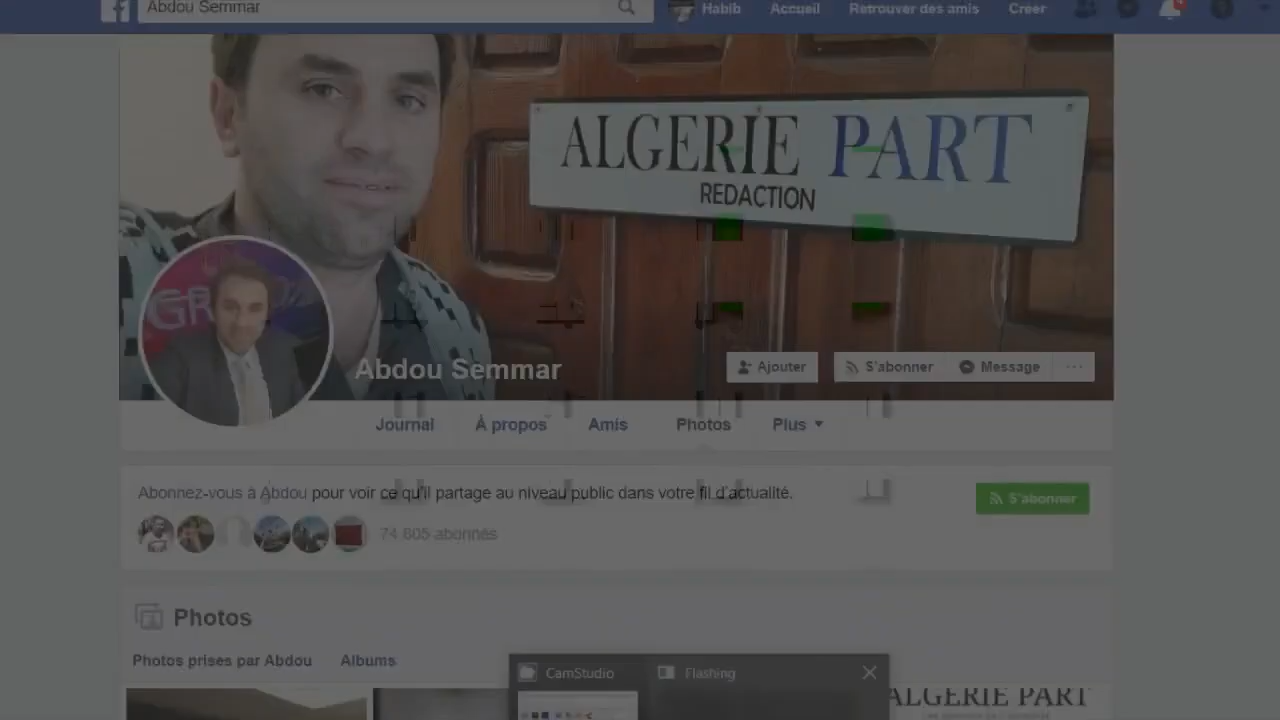 Abdou Semmar
Habib Accueil Retrouver des amis Créer
ALGERIE PART
REDACTION
GR
Abdou Semmar
Ajouter S'abonner Message ...
Journal À propos Amis Photos Plus
Abonnez-vous à Abdou pour voir ce qu'il partage au niveau public dans votre fil d'actualité.
S'abonner
74 605 abonnés
Photos
Photos prises par Abdou Albums
CamStudio Flashing
ALGERIE PART